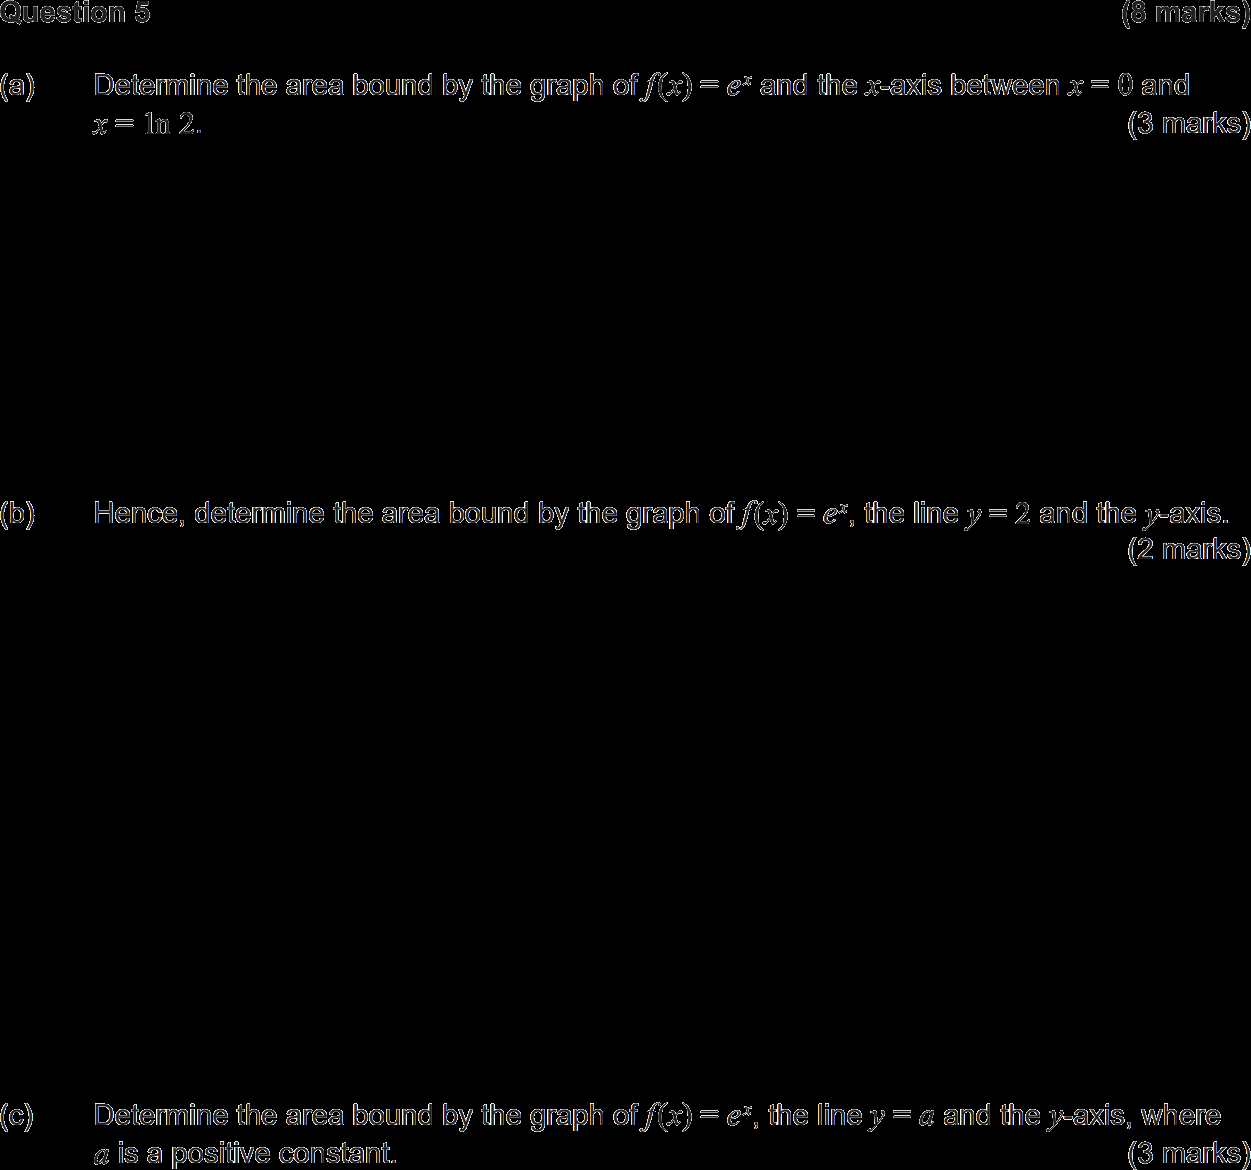 Question 5 (8 marks)
(a) Determine the area bound by the graph of f(x) = eˣ and the x-axis between x = 0 and
x = ln 2. (3 marks)
(b) Hence, determine the area bound by the graph of f(x) = eˣ, the line y = 2 and the y-axis.
(2 marks)
(c) Determine the area bound by the graph of f(x) = eˣ, the line y = a and the y-axis, where
a is a positive constant. (3 marks)